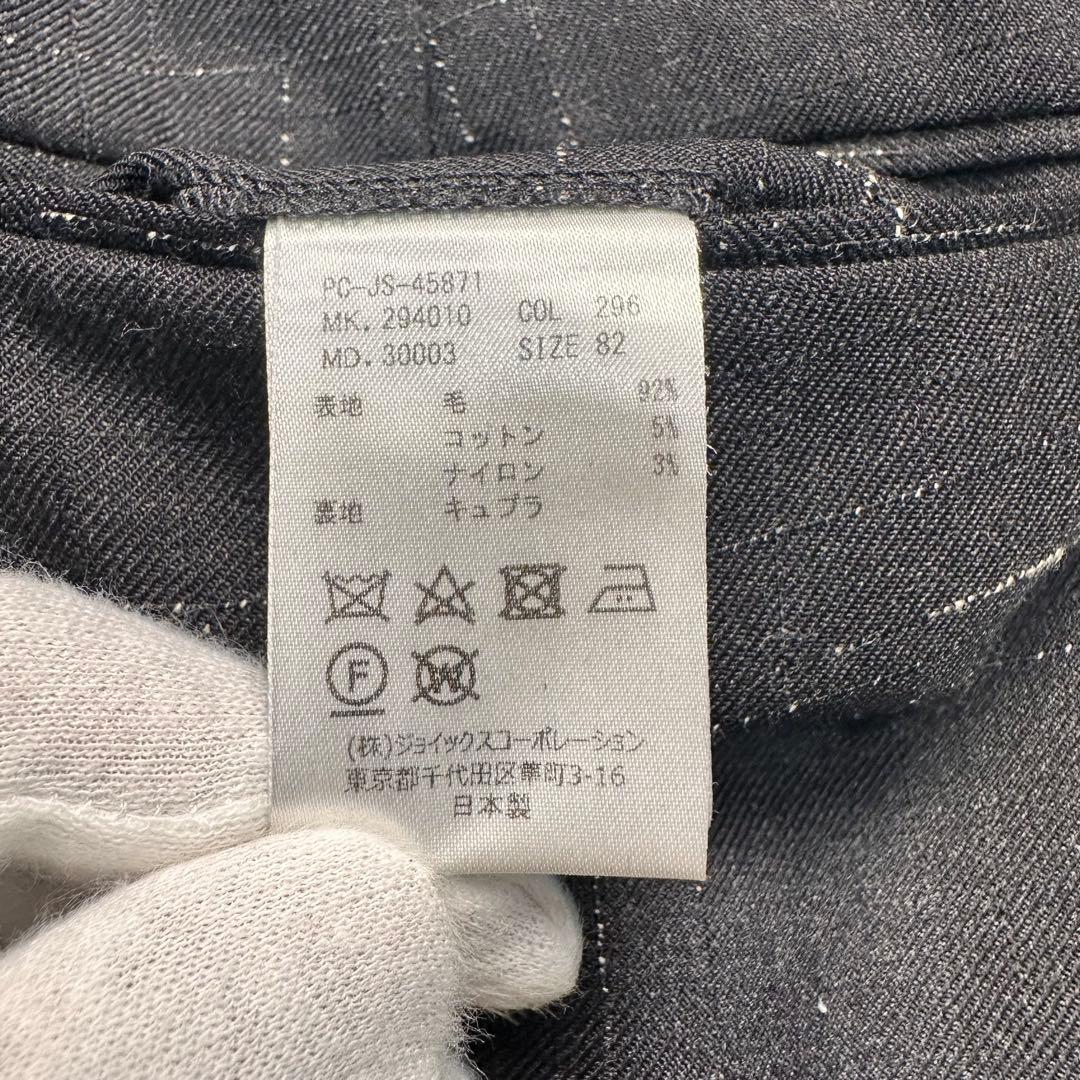 PC-JS-45871
MK. 294010 COL 296
MD. 30003 SIZE 82
表地 毛 92%
コットン 5%
ナイロン 3%
裏地 キュプラ
F W
(株)ジョイックスコーポレーション
東京都千代田区隼町3-16
日本製